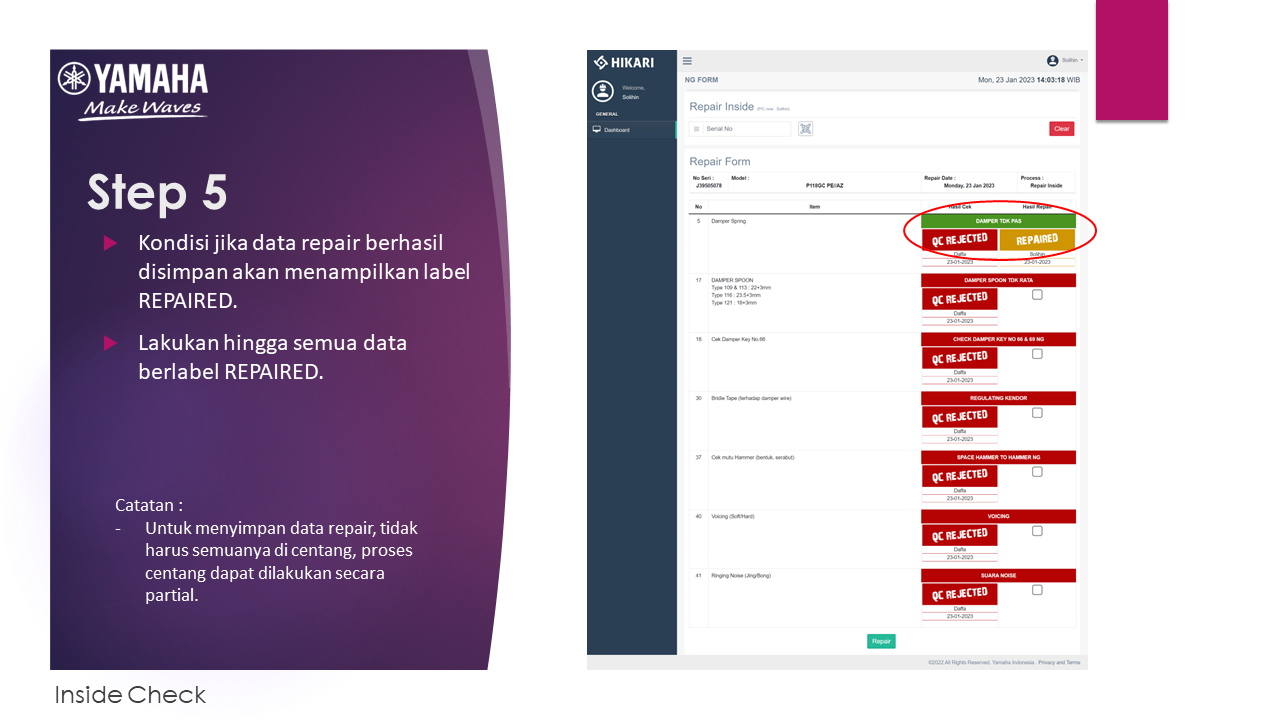 YAMAHA
Make Waves
Step 5
Kondisi jika data repair berhasil
disimpan akan menampilkan label
REPAIRED.
Lakukan hingga semua data
berlabel REPAIRED.
Catatan :
- Untuk menyimpan data repair, tidak
harus semuanya di centang, proses
centang dapat dilakukan secara
partial.
Inside Check
HIKARI
Welcome,
Solihin
GENERAL
Dashboard
Solihin
NG FORM
Mon, 23 Jan 2023 14:03:18 WIB
Repair Inside (PIC now : Solihin)
Serial No
Clear
Repair Form
No Seri : Model : Repair Date : Process :
J39505078 P118GC PE//AZ Monday, 23 Jan 2023 Repair Inside
No Item Hasil Cek Hasil Repair
5 Damper Spring DAMPER TDK PAS
QC REJECTED REPAIRED
Daffa Solihin
23-01-2023 23-01-2023
17 DAMPER SPOON DAMPER SPOON TDK RATA
Type 109 & 113 : 22+3mm
Type 116 : 23.5+3mm
Type 121 : 18+3mm
QC REJECTED
Daffa
23-01-2023
18 Cek Damper Key No.66 CHECK DAMPER KEY NO 66 & 69 NG
QC REJECTED
Daffa
23-01-2023
30 Bridle Tape (terhadap damper wire) REGULATING KENDOR
QC REJECTED
Daffa
23-01-2023
37 Cek mutu Hammer (bentuk, serabut) SPACE HAMMER TO HAMMER NG
QC REJECTED
Daffa
23-01-2023
40 Voicing (Soft/Hard) VOICING
QC REJECTED
Daffa
23-01-2023
41 Ringing Noise (Jing/Bong) SUARA NOISE
QC REJECTED
Daffa
23-01-2023
Repair
©2022 All Rights Reserved. Yamaha Indonesia . Privacy and Terms